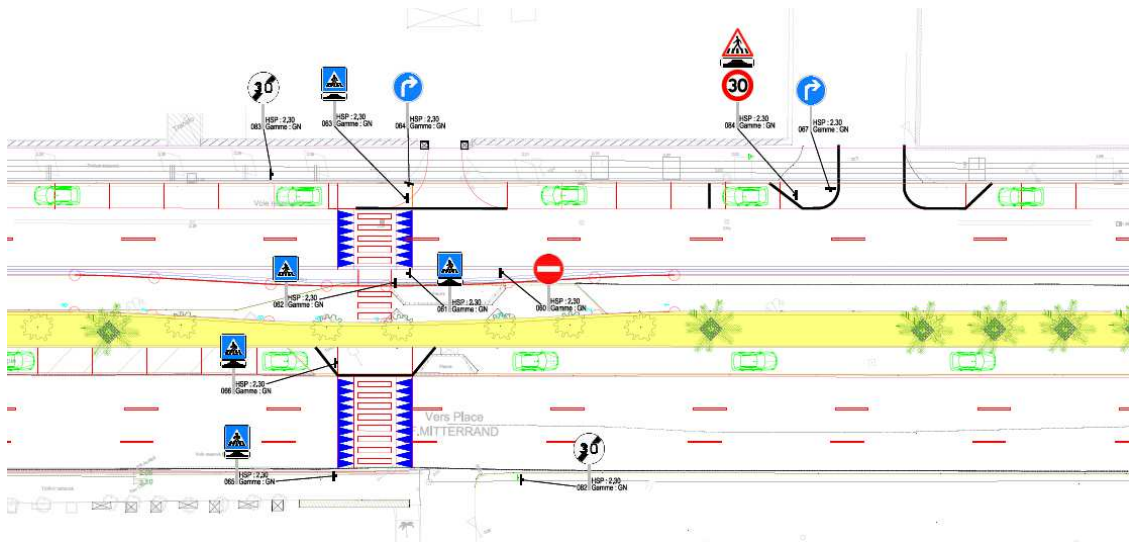 30
HSP : 2,30
083 Gamme : GN
HSP : 2,30
063 Gamme : GN
HSP : 2,30
064 Gamme : GN
30
HSP : 2,30
084 Gamme : GN
HSP : 2,30
067 Gamme : GN
HSP : 2,30
062 Gamme : GN
HSP : 2,30
061 Gamme : GN
HSP : 2,30
060 Gamme : GN
HSP : 2,30
066 Gamme : GN
Vers Place
F.MITTERRAND
HSP : 2,30
065 Gamme : GN
30
HSP : 2,30
082 Gamme : GN